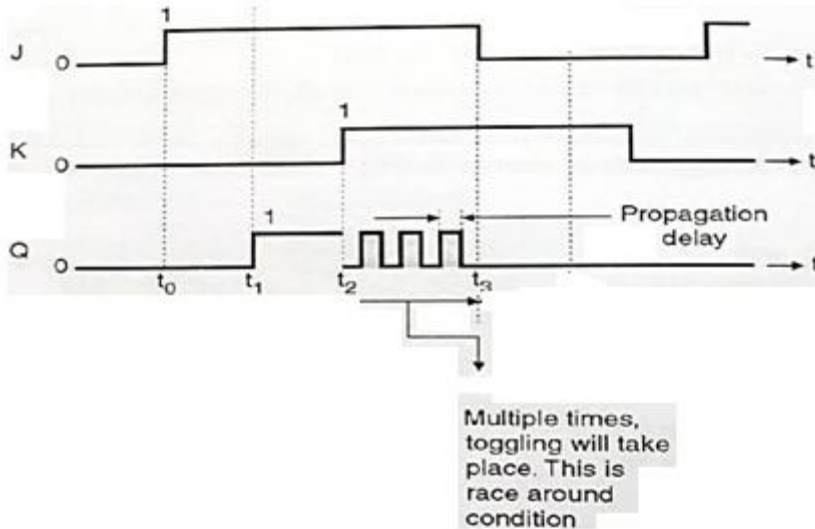 1
J 0 t
1
K 0 t
1
Propagation
delay
Q 0 t
t0 t1 t2 t3
Multiple times,
toggling will take
place. This is
race around
condition